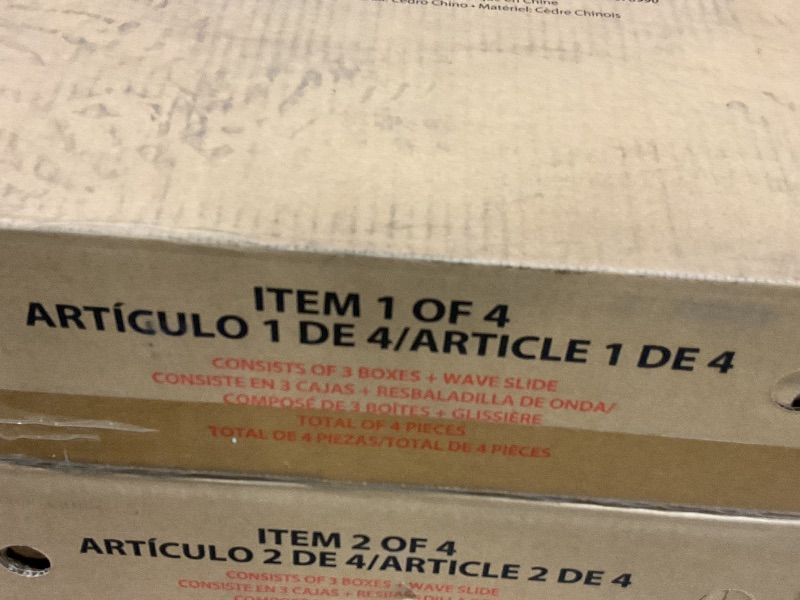 en Chine
Cedro Chino • Matériel: Cèdre Chinois
ITEM 1 OF 4
ARTÍCULO 1 DE 4/ARTICLE 1 DE 4
CONSISTS OF 3 BOXES + WAVE SLIDE
CONSISTE EN 3 CAJAS + RESBALADILLA DE ONDA/
COMPOSÉ DE 3 BOÎTES + GLISSIÈRE
TOTAL OF 4 PIECES
TOTAL DE 4 PIEZAS/TOTAL DE 4 PIÈCES
ITEM 2 OF 4
ARTÍCULO 2 DE 4/ARTICLE 2 DE 4
CONSISTS OF 3 BOXES + WAVE SLIDE
CONSISTE EN 3 CAJAS +